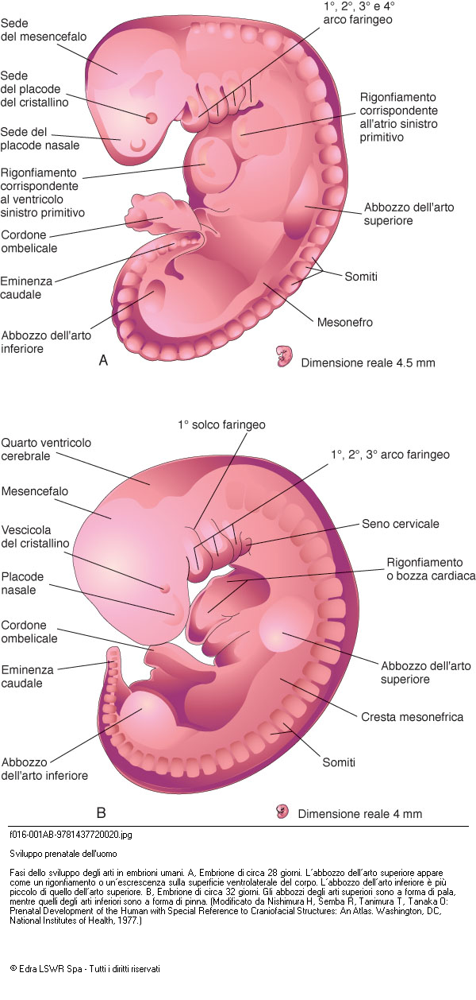 1°, 2°, 3° e 4°
arco faringeo
Sede
del mesencefalo
Sede
del placode
del cristallino
Sede del
placode nasale
Rigonfiamento
corrispondente
al ventricolo
sinistro primitivo
Cordone
ombelicale
Eminenza
caudale
Abbozzo dell'arto
inferiore
Rigonfiamento
corrispondente
all'atrio sinistro
primitivo
Abbozzo dell'arto
superiore
Somiti
Mesonefro
A
Dimensione reale 4.5 mm
1° solco faringeo
Quarto ventricolo
cerebrale
Mesencefalo
Vescicola
del cristallino
Placode
nasale
Cordone
ombelicale
Eminenza
caudale
Abbozzo
dell'arto inferiore
1°, 2°, 3° arco faringeo
Seno cervicale
Rigonfiamento
o bozza cardiaca
Abbozzo dell'arto
superiore
Cresta mesonefrica
Somiti
B
Dimensione reale 4 mm
f016-001AB-9781437720020.jpg
Sviluppo prenatale dell'uomo
Fasi dello sviluppo degli arti in embrioni umani. A, Embrione di circa 28 giorni. L´abbozzo dell´arto superiore appare
come un rigonfiamento o un´escrescenza sulla superficie ventrolaterale del corpo. L´abbozzo dell´arto inferiore è più
piccolo di quello dell´arto superiore. B, Embrione di circa 32 giorni. Gli abbozzi degli arti superiori sono a forma di pala,
mentre quelli degli arti inferiori sono a forma di pinna. (Modificato da Nishimura H, Semba R, Tanimura T, Tanaka O:
Prenatal Development of the Human with Special Reference to Craniofacial Structures: An Atlas. Washington, DC,
National Institutes of Health, 1977.)
© Edra LSWR Spa - Tutti i diritti riservati